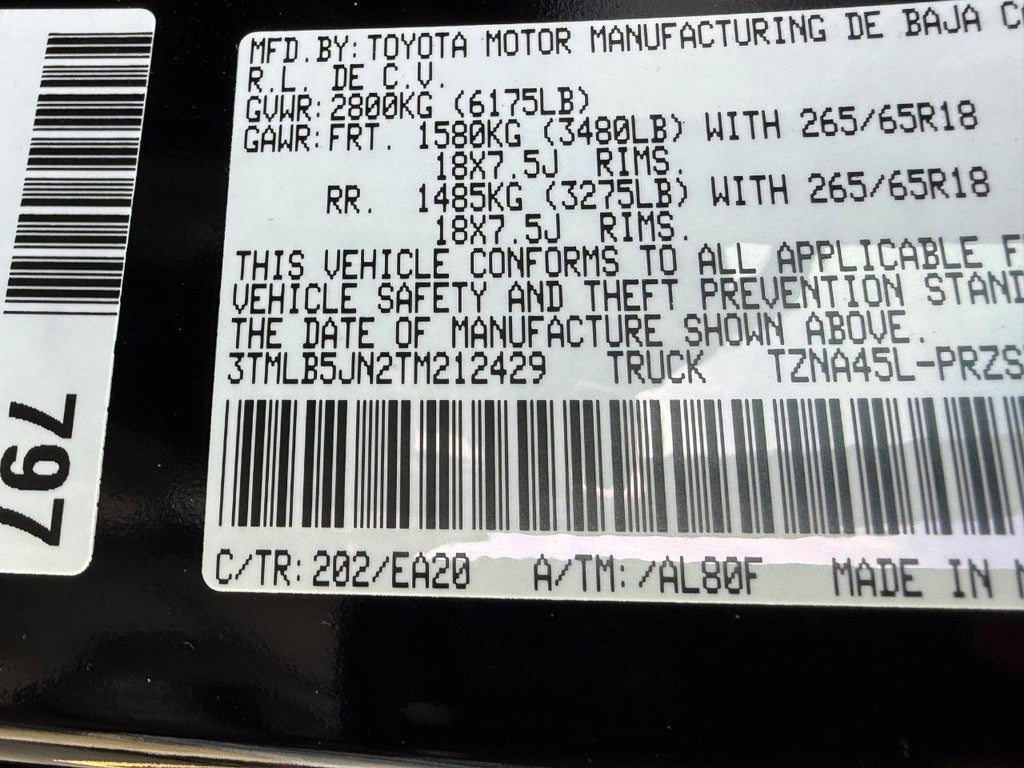 MFD.BY:TOYOTA MOTOR MANUFACTURING DE BAJA C
R.L. DE C.V.
GVWR:2800KG (6175LB)
GAWR:FRT. 1580KG (3480LB) WITH 265/65R18
18X7.5J RIMS.
RR. 1485KG (3275LB) WITH 265/65R18
18X7.5J RIMS.
THIS VEHICLE CONFORMS TO ALL APPLICABLE F
VEHICLE SAFETY AND THEFT PREVENTION STAND
THE DATE OF MANUFACTURE SHOWN ABOVE.
3TMLB5JN2TM212429 TRUCK TZNA45L-PRZS
C/TR:202/EA20 A/TM:/AL80F MADE IN
797